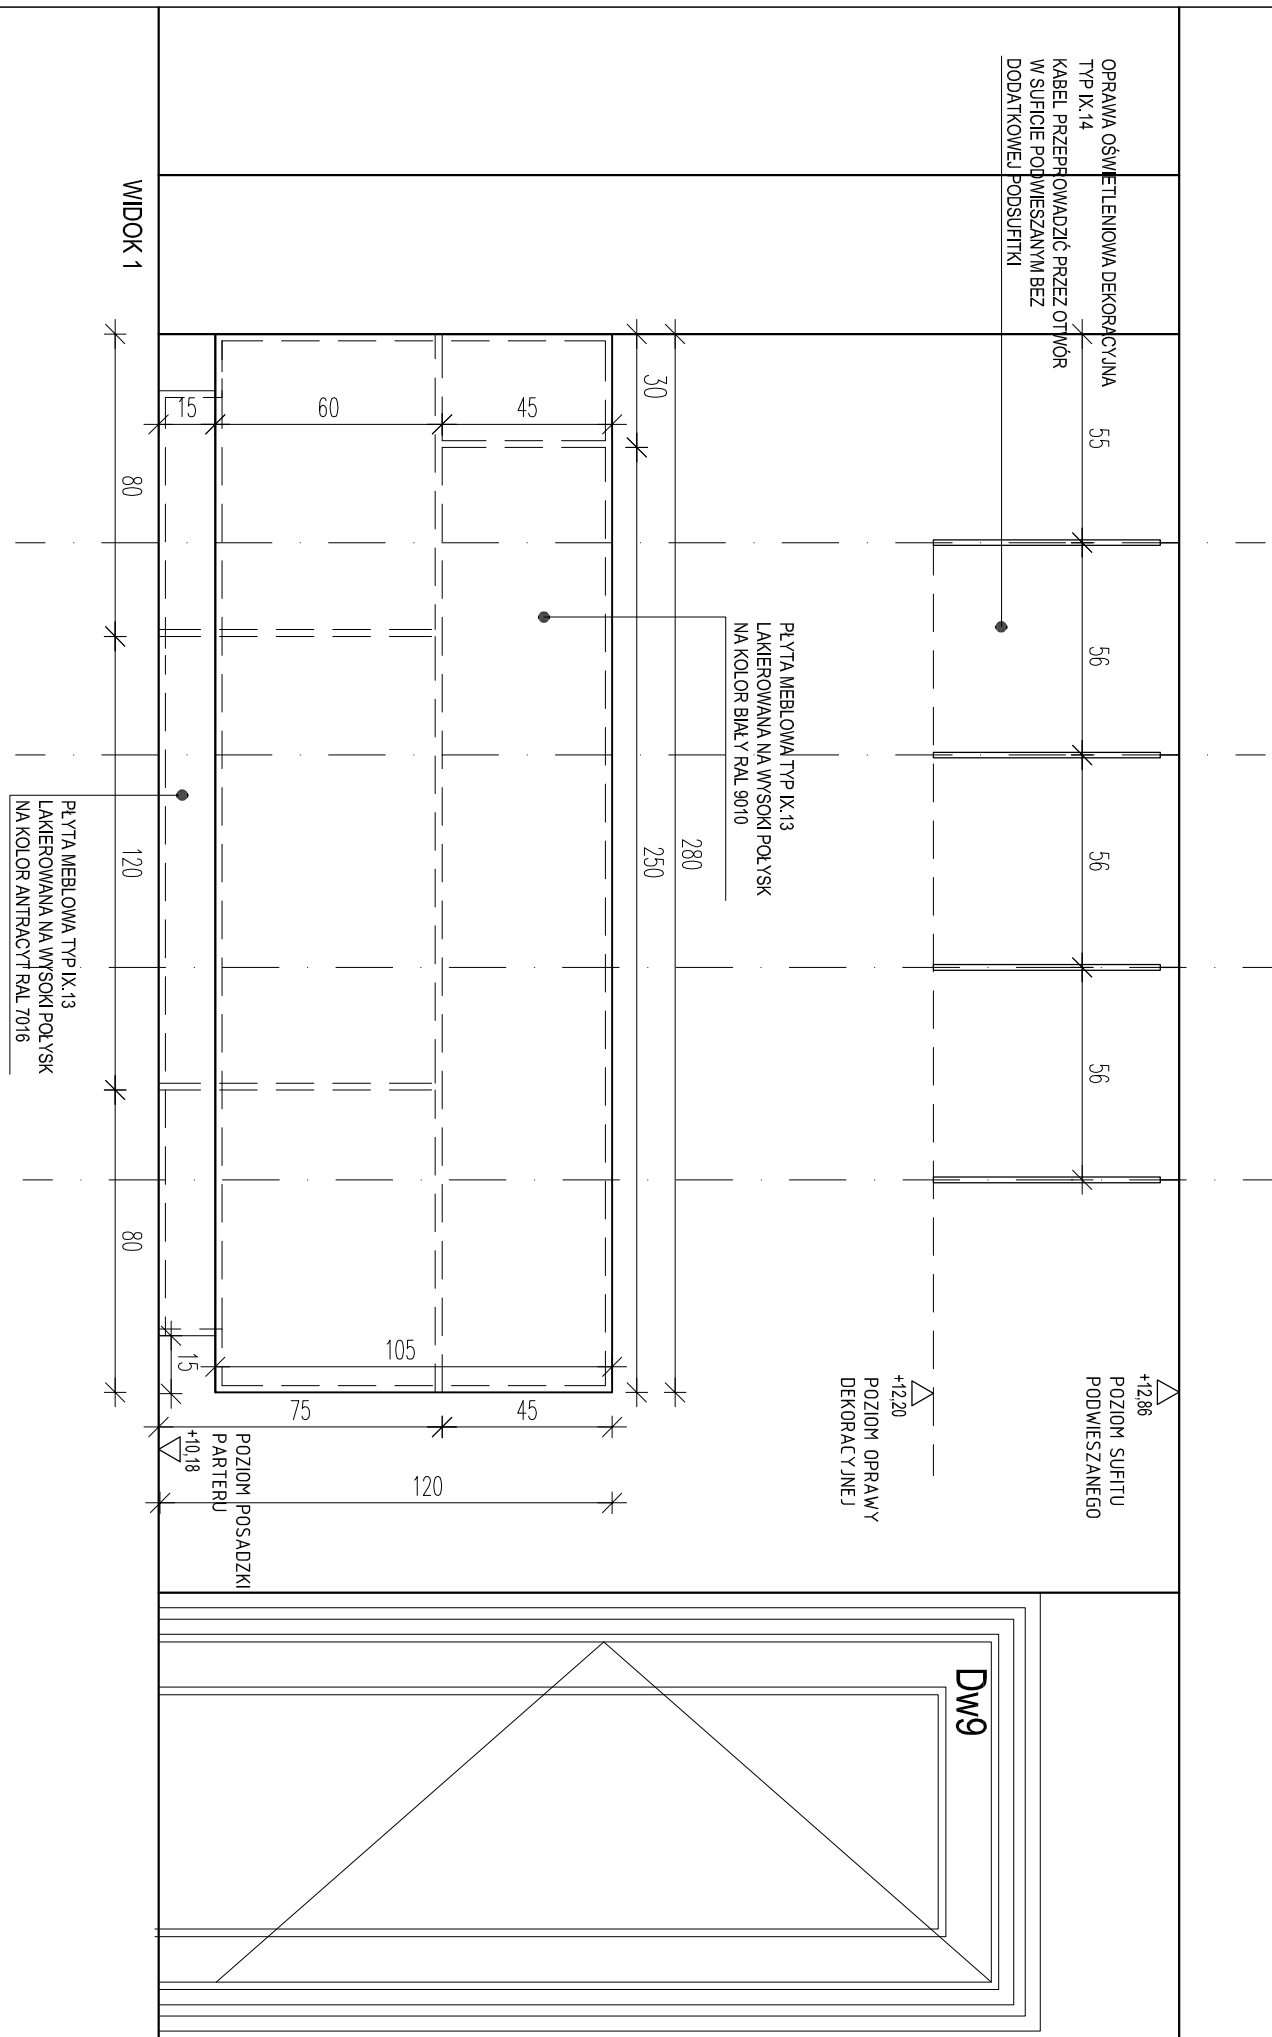 OPRAWA OŚWIETLENIOWA DEKORACYJNA
TYP IX.14
KABEL PRZEPROWADZIĆ PRZEZ OTWÓR
W SUFICIE PODWIESZANYM BEZ
DODATKOWEJ PODSUFITKI
55
56
56
56
+12,86
POZIOM SUFITU
PODWIESZANEGO
+12,20
POZIOM OPRAWY
DEKORACYJNEJ
Dw9
PŁYTA MEBLOWA TYP IX.13
LAKIEROWANA NA WYSOKI POŁYSK
NA KOLOR BIAŁY RAL 9010
280
30
250
45
60
15
105
45
75
120
15
POZIOM POSADZKI
PARTERU
+10,18
80
120
80
WIDOK 1
PŁYTA MEBLOWA TYP IX.13
LAKIEROWANA NA WYSOKI POŁYSK
NA KOLOR ANTRACYT RAL 7016